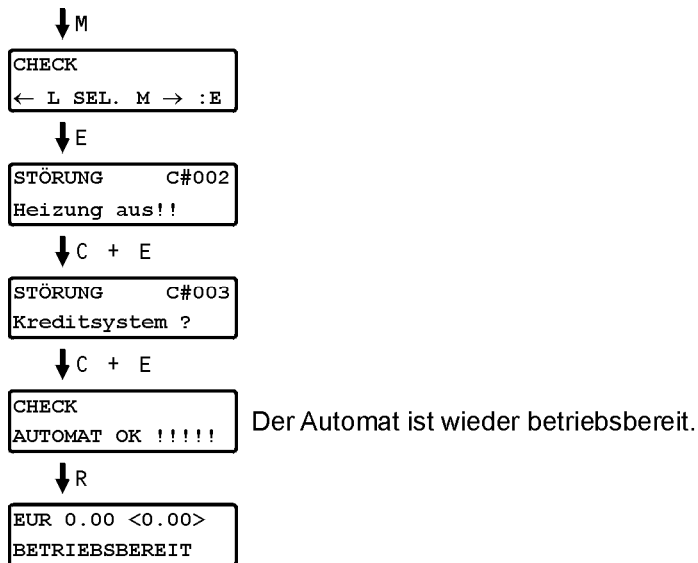 M
CHECK
← L SEL. M → :E
E
STÖRUNG C#002
Heizung aus!!
C + E
STÖRUNG C#003
Kreditsystem ?
C + E
CHECK
AUTOMAT OK !!!!! Der Automat ist wieder betriebsbereit.
R
EUR 0.00 <0.00>
BETRIEBSBEREIT